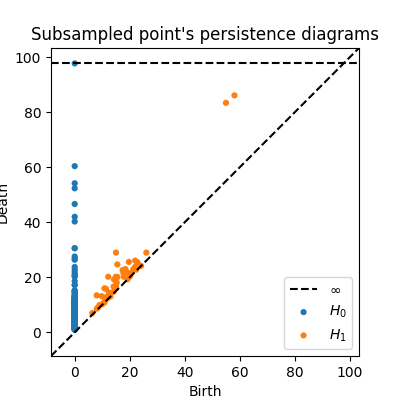 Subsampled point's persistence diagrams
100
80
60
40
20
0
Death
0 20 40 60 80 100
Birth
∞
H₀
H₁